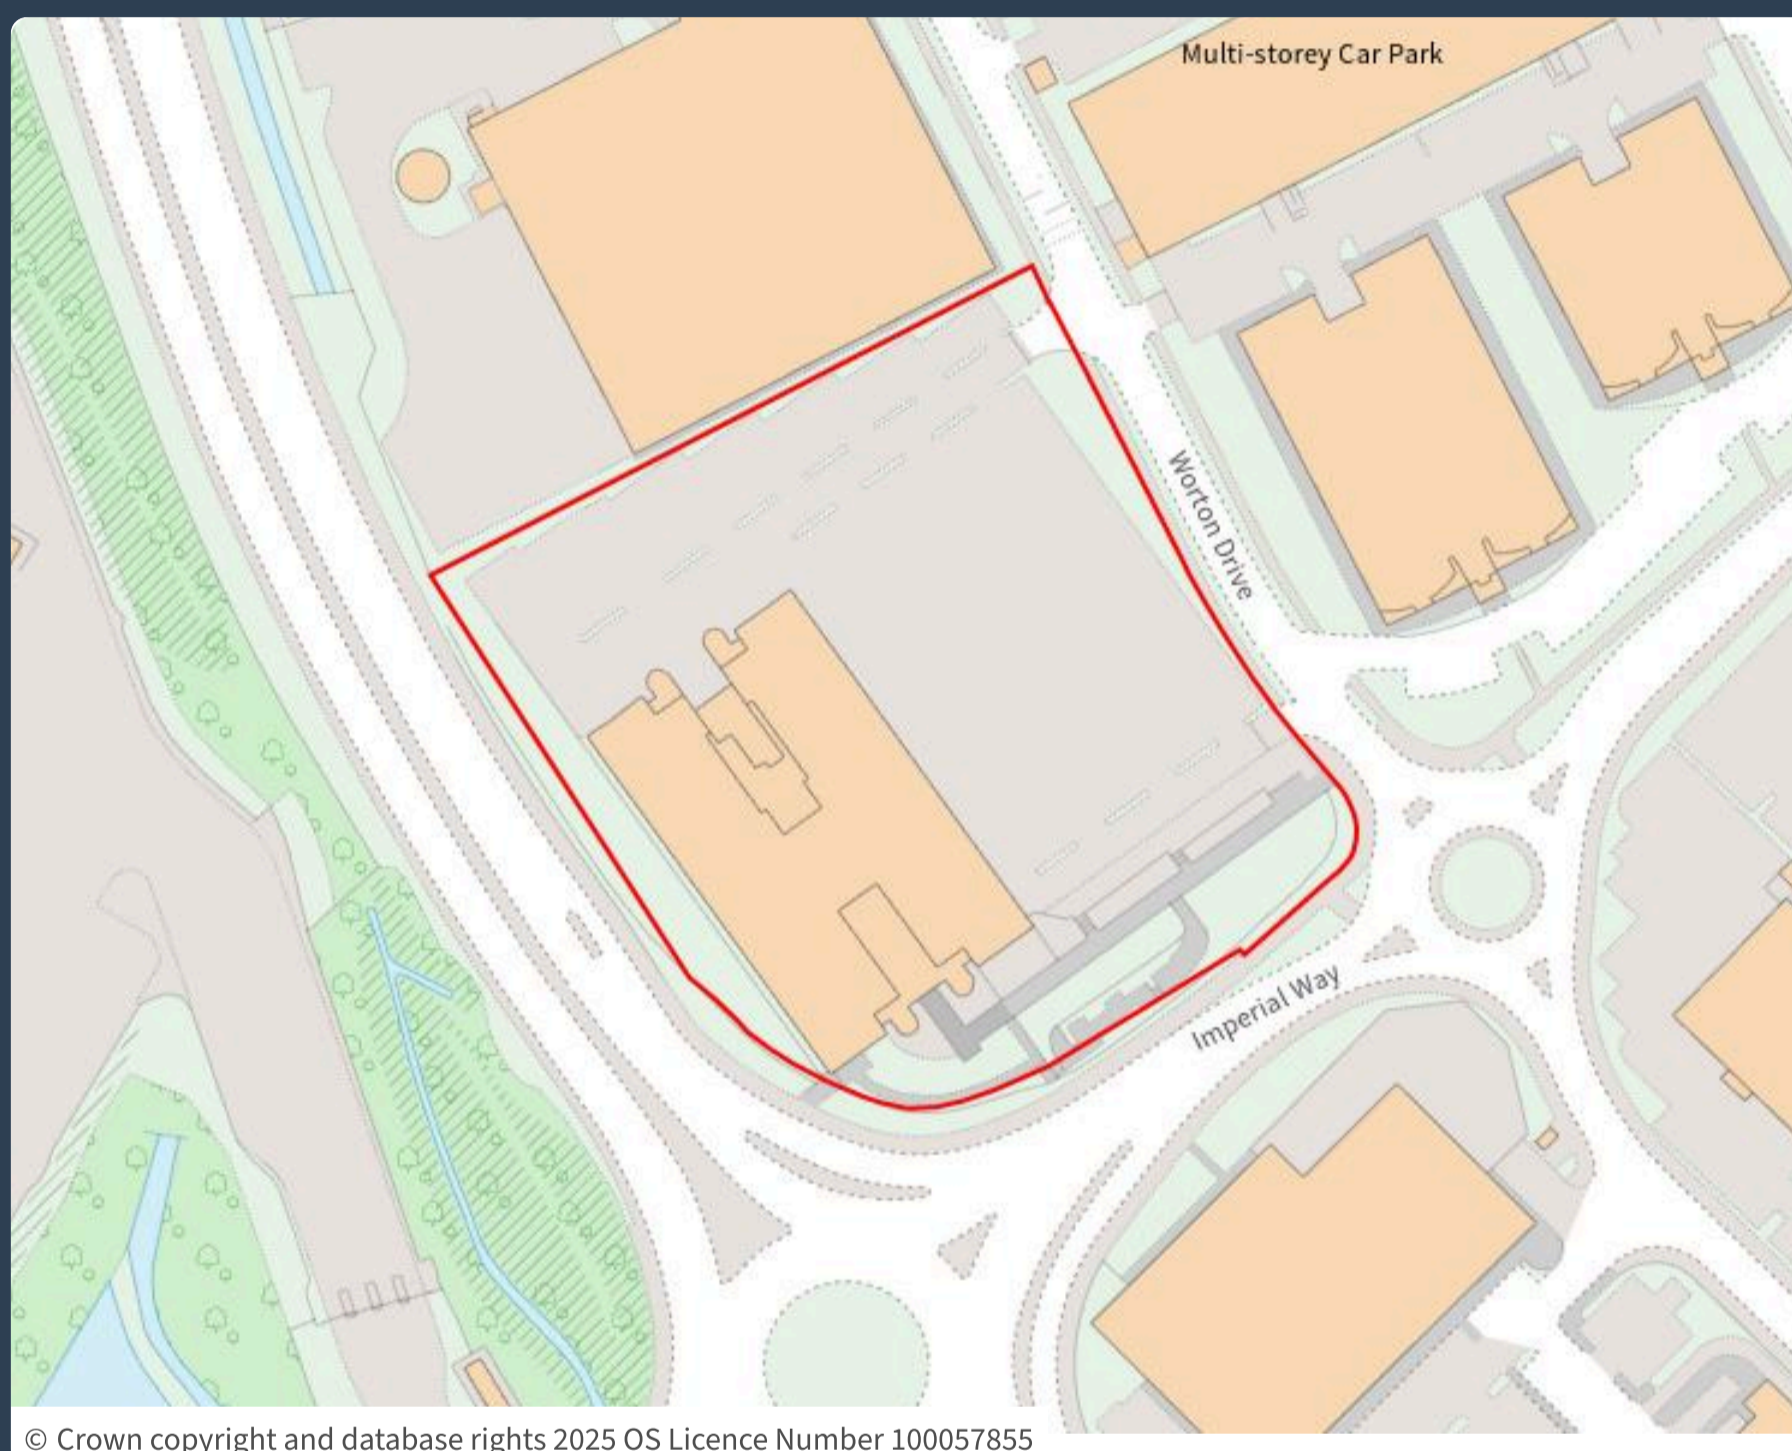 Multi-storey Car Park
Worton Drive
Imperial Way
© Crown copyright and database rights 2025 OS Licence Number 100057855